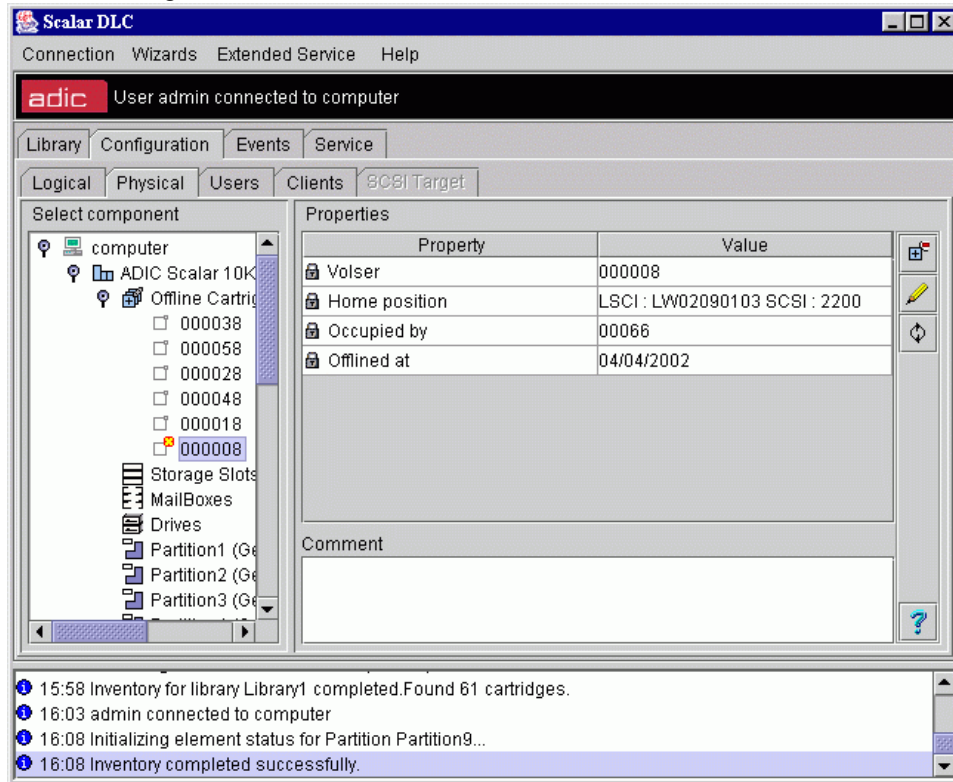 Scalar DLC
Connection Wizards Extended Service Help
adic User admin connected to computer
Library Configuration Events Service
Logical Physical Users Clients SCSI Target
Select component
computer
ADIC Scalar 10K
Offline Cartric
000038
000058
000028
000048
000018
000008
Storage Slots
MailBoxes
Drives
Partition1 (Ge
Partition2 (Ge
Partition3 (Ge
Properties
Property Value
Volser 000008
Home position LSCI : LW02090103 SCSI : 2200
Occupied by 00066
Offlined at 04/04/2002
Comment
15:58 Inventory for library Library1 completed.Found 61 cartridges.
16:03 admin connected to computer
16:08 Initializing element status for Partition Partition9...
16:08 Inventory completed successfully.